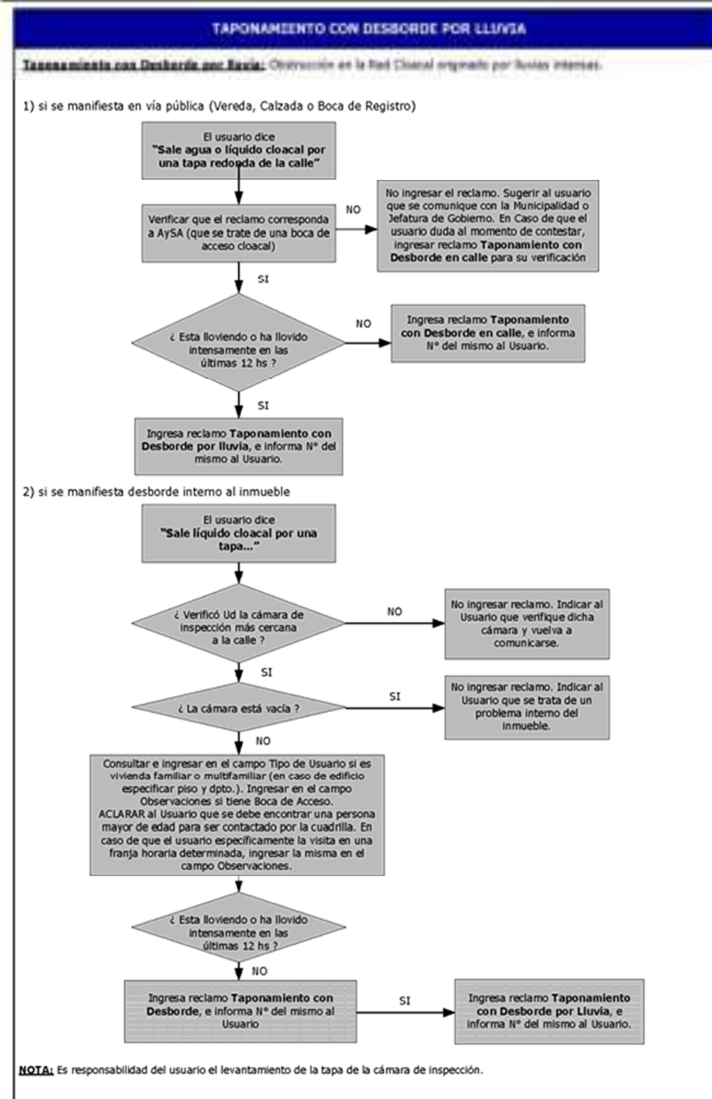 TAPONAMIENTO CON DESBORDE POR LLUVIA
Taponamiento con Desborde por lluvia: Obstrucción en la Red Cloacal originado por lluvias intensas.
1) si se manifiesta en vía pública (Vereda, Calzada o Boca de Registro)
El usuario dice
"Sale agua o líquido cloacal por
una tapa redonda de la calle"
Verificar que el reclamo corresponda
a AySA (que se trate de una boca de
acceso cloacal)
NO
No ingresar el reclamo. Sugerir al usuario
que se comunique con la Municipalidad o
Jefatura de Gobierno. En Caso de que el
usuario duda al momento de contestar,
ingresar reclamo Taponamiento con
Desborde en calle para su verificación
SI
¿ Esta lloviendo o ha llovido
intensamente en las
últimas 12 hs ?
NO
Ingresa reclamo Taponamiento
con Desborde en calle, e informa
N° del mismo al Usuario.
SI
Ingresa reclamo Taponamiento con
Desborde por lluvia, e informa N° del
mismo al Usuario.
2) si se manifiesta desborde interno al inmueble
El usuario dice
"Sale líquido cloacal por una
tapa..."
¿ Verificó Ud la cámara de
inspección más cercana
a la calle ?
NO
No ingresar reclamo. Indicar al
Usuario que verifique dicha
cámara y vuelva a
comunicarse.
SI
¿ La cámara está vacía ?
SI
No ingresar reclamo. Indicar al
Usuario que se trata de un
problema interno del
inmueble.
NO
Consultar e ingresar en el campo Tipo de Usuario si es
vivienda familiar o multifamiliar (en caso de edificio
especificar piso y dpto.). Ingresar en el campo
Observaciones si tiene Boca de Acceso.
ACLARAR al Usuario que se debe encontrar una persona
mayor de edad para ser contactado por la cuadrilla. En
caso de que el usuario específicamente la visita en una
franja horaria determinada, ingresar la misma en el
campo Observaciones.
¿ Esta lloviendo o ha llovido
intensamente en las
últimas 12 hs ?
NO
Ingresa reclamo Taponamiento con
Desborde, e informa N° del mismo al
Usuario
SI
Ingresa reclamo Taponamiento
con Desborde por Lluvia, e
informa N° del mismo al Usuario.
NOTA: Es responsabilidad del usuario el levantamiento de la tapa de la cámara de inspección.